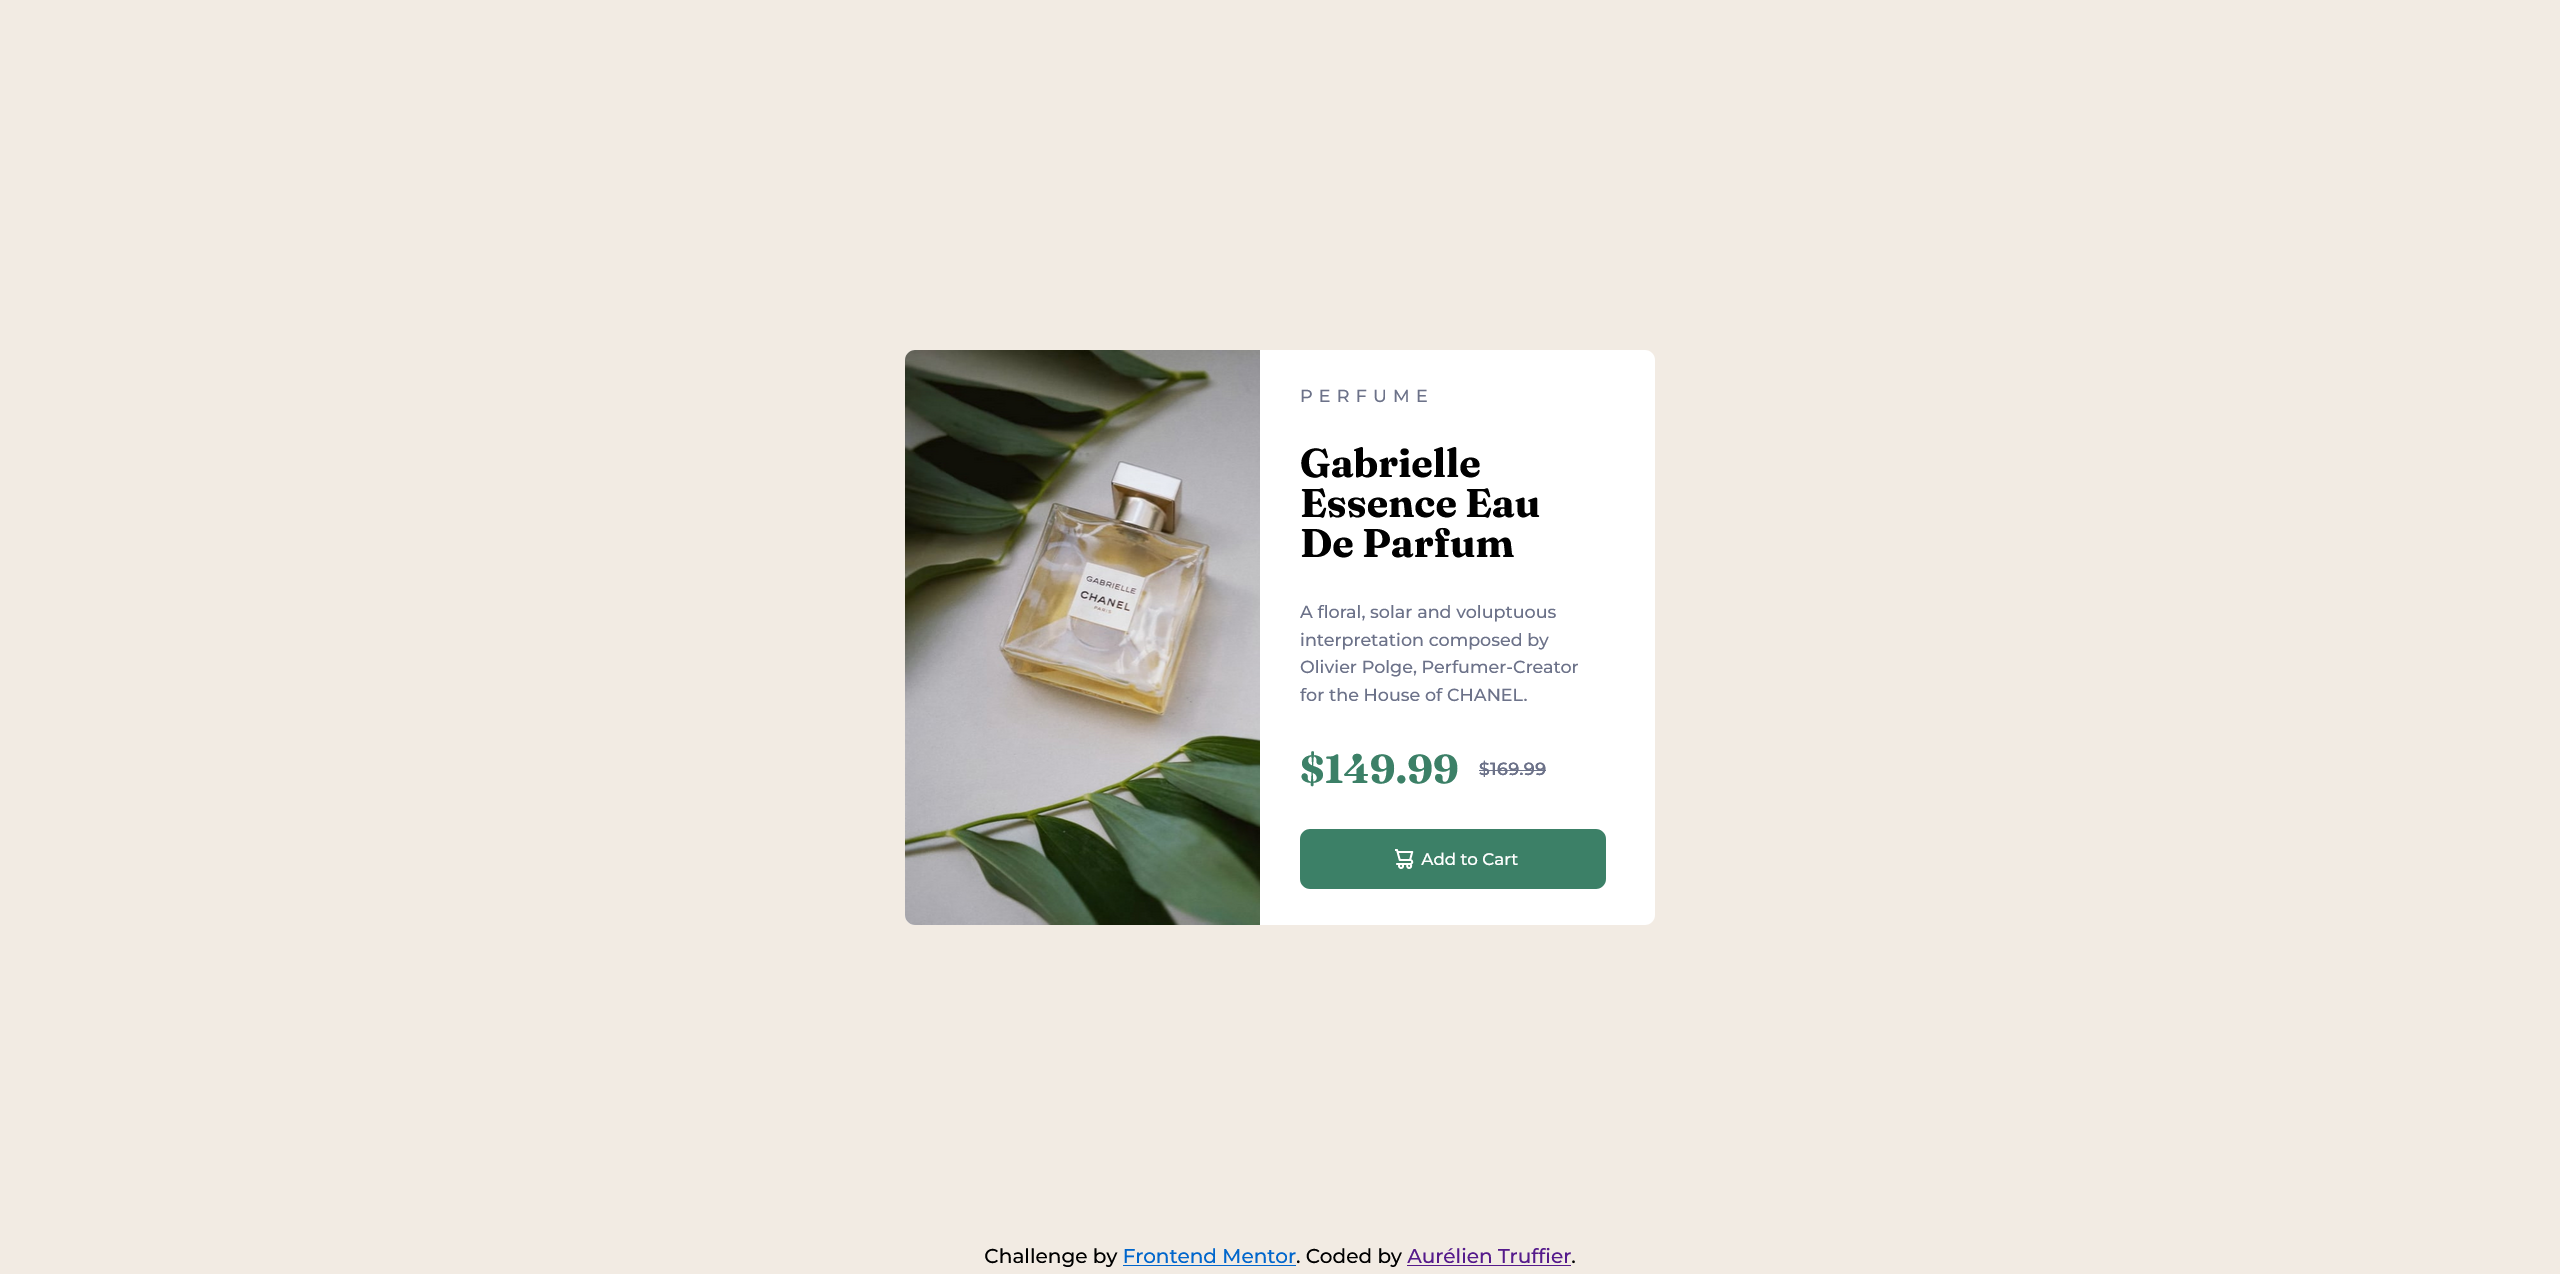 GABRIELLE
CHANEL
PARIS
PERFUME
Gabrielle
Essence Eau
De Parfum
A floral, solar and voluptuous
interpretation composed by
Olivier Polge, Perfumer-Creator
for the House of CHANEL.
$149.99 $169.99
Add to Cart
Challenge by Frontend Mentor. Coded by Aurélien Truffier.